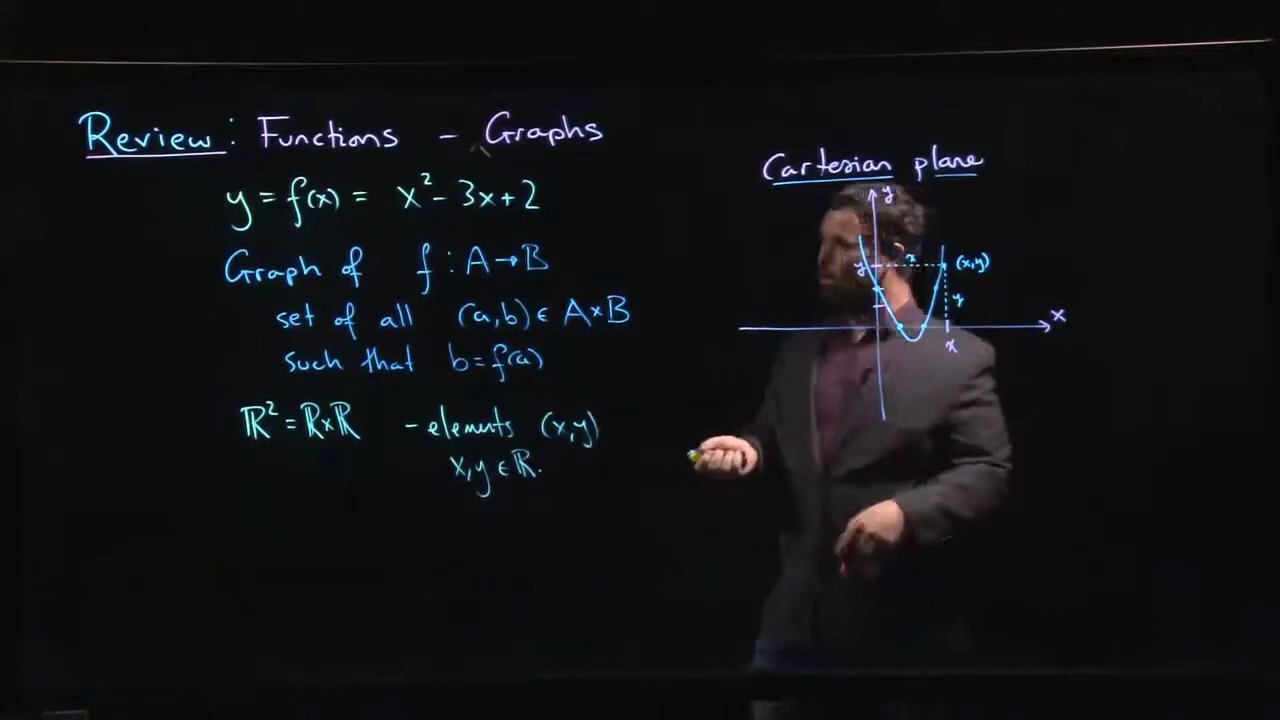 Review: Functions - Graphs
y = f(x) = x² - 3x + 2
Graph of f : A → B
set of all (a,b) ∈ A × B
such that b = f(a)
ℝ² = ℝ×ℝ - elements (x,y)
x,y ∈ ℝ.
Cartesian plane
y
y x (x,y)
y
x
x